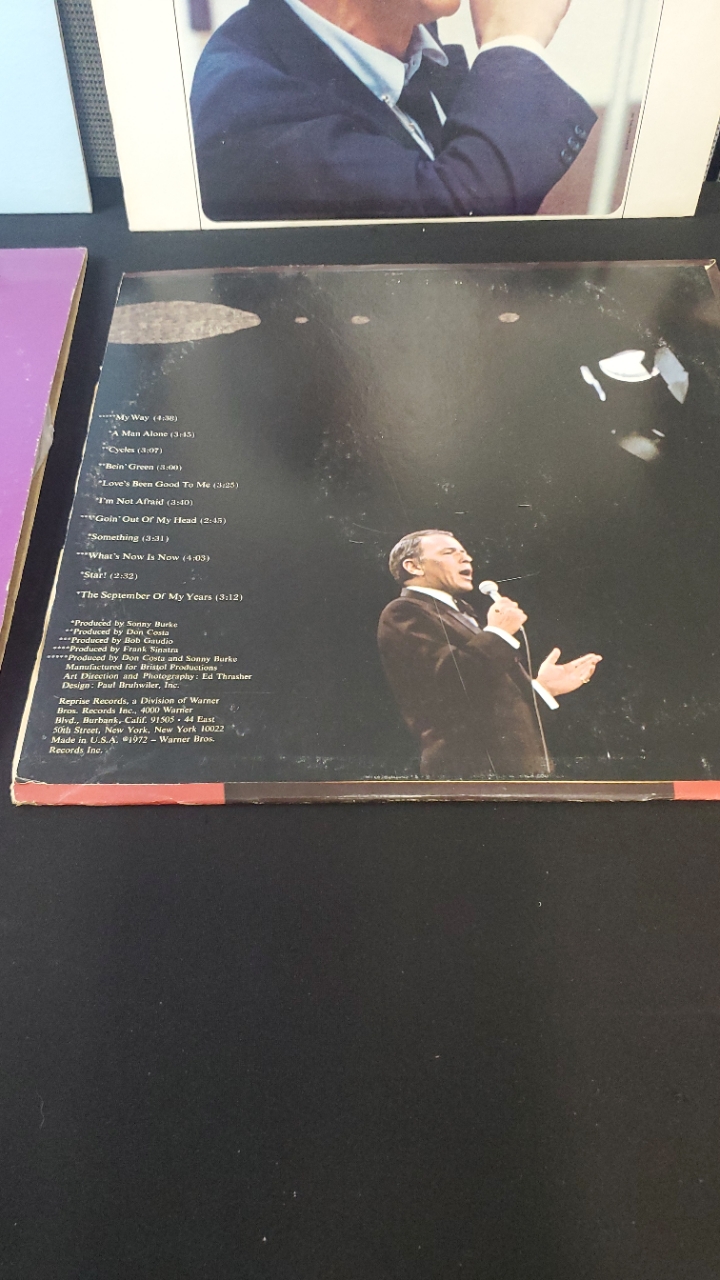 *****My Way (4:38)
*A Man Alone (3:45)
**Cycles (3:07)
**Bein' Green (3:00)
*Love's Been Good To Me (3:25)
*I'm Not Afraid (3:40)
****Goin' Out Of My Head (2:45)
*Something (3:31)
***What's Now Is Now (4:03)
*Star! (2:32)
*The September Of My Years (3:12)
*Produced by Sonny Burke
**Produced by Don Costa
***Produced by Bob Gaudio
****Produced by Frank Sinatra
*****Produced by Don Costa and Sonny Burke
Manufactured for Bristol Productions
Art Direction and Photography: Ed Thrasher
Design: Paul Bruhwiler, Inc.
Reprise Records, a Division of Warner
Bros. Records Inc., 4000 Warner
Blvd., Burbank, Calif. 91505 • 44 East
50th Street, New York, New York 10022
Made in U.S.A. ℗1972 – Warner Bros.
Records Inc.